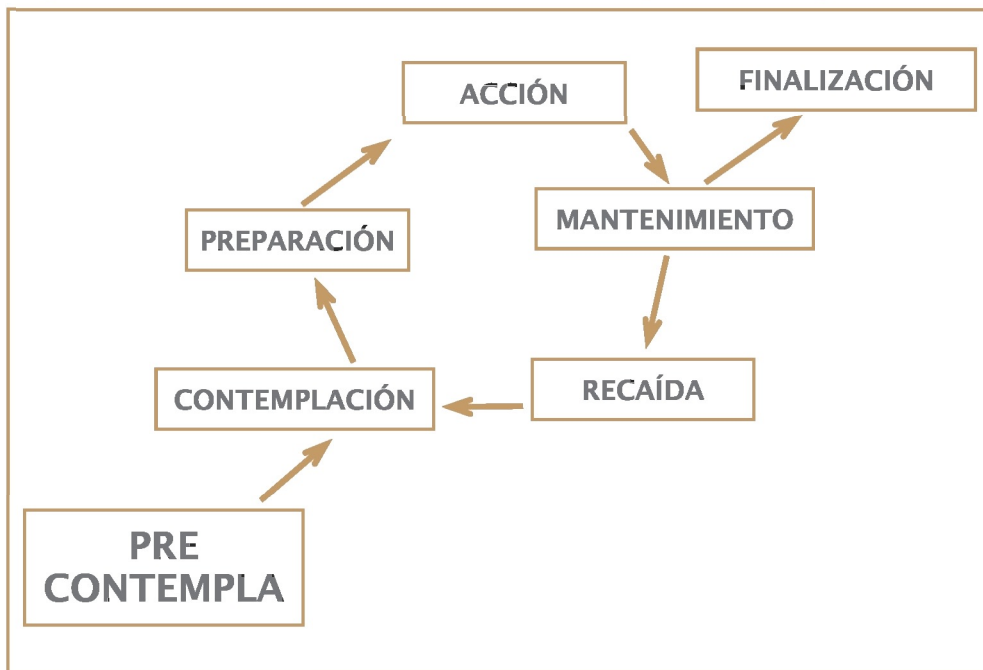 FINALIZACIÓN
ACCIÓN
MANTENIMIENTO
PREPARACIÓN
RECAÍDA
CONTEMPLACIÓN
PRE
CONTEMPLA